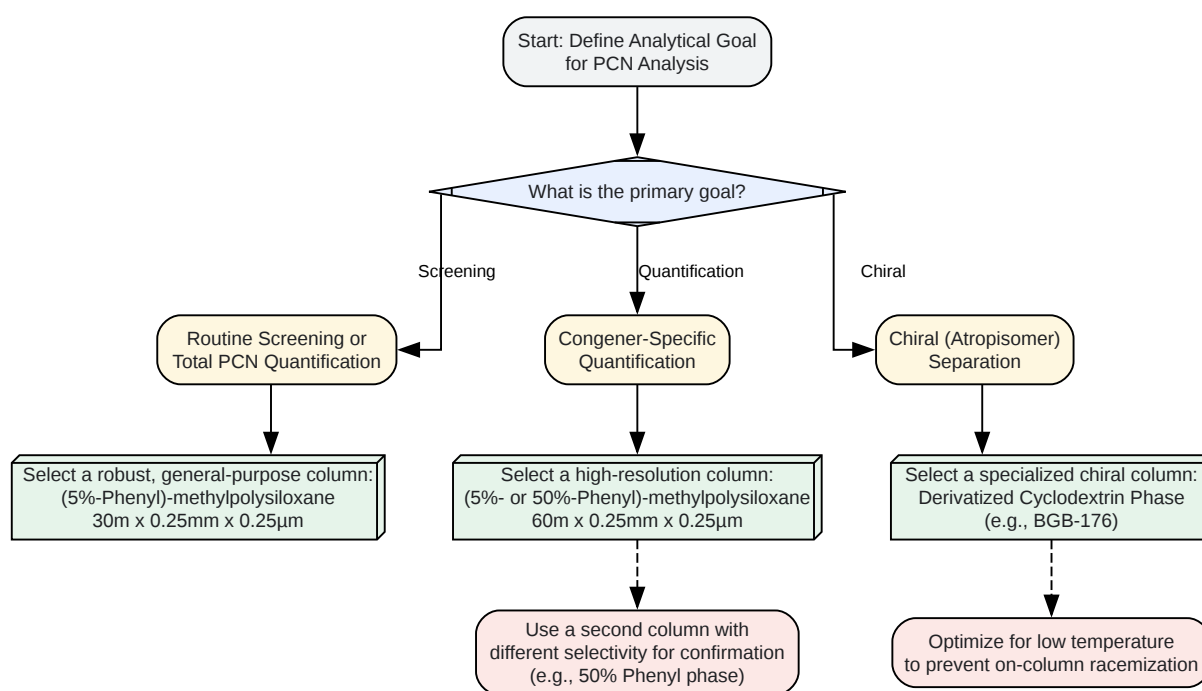 Start: Define Analytical Goal
for PCN Analysis
What is the primary goal?
Screening
Quantification
Chiral
Routine Screening or
Total PCN Quantification
Congener-Specific
Quantification
Chiral (Atropisomer)
Separation
Select a robust, general-purpose column:
(5%-Phenyl)-methylpolysiloxane
30m x 0.25mm x 0.25µm
Select a high-resolution column:
(5%- or 50%-Phenyl)-methylpolysiloxane
60m x 0.25mm x 0.25µm
Select a specialized chiral column:
Derivatized Cyclodextrin Phase
(e.g., BGB-176)
Use a second column with
different selectivity for confirmation
(e.g., 50% Phenyl phase)
Optimize for low temperature
to prevent on-column racemization